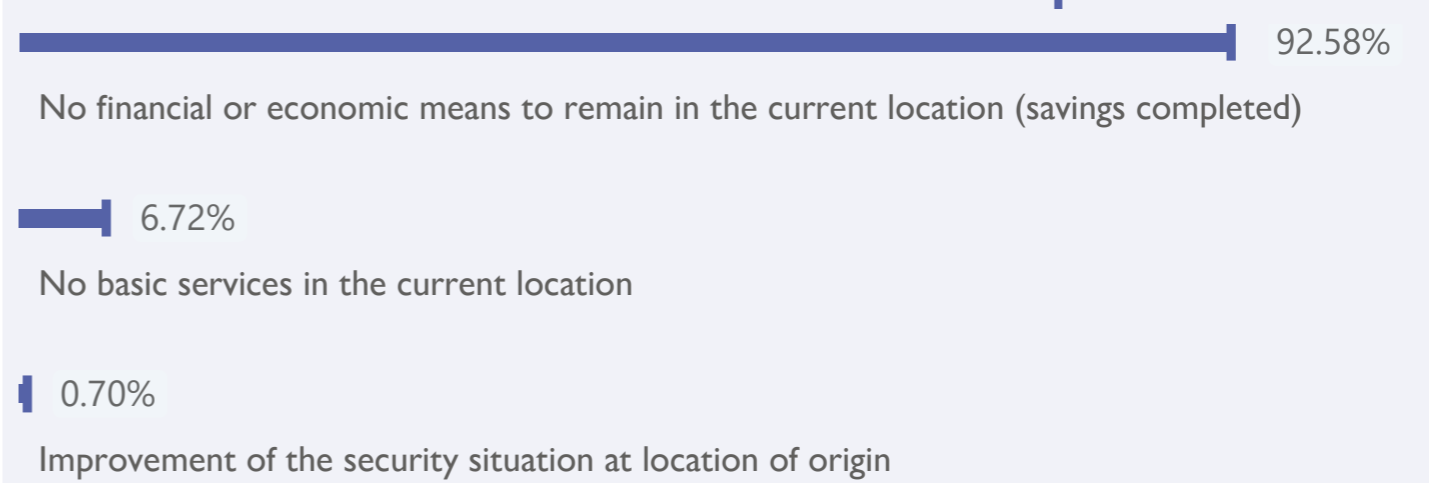 92.58%
No financial or economic means to remain in the current location (savings completed)
6.72%
No basic services in the current location
0.70%
Improvement of the security situation at location of origin